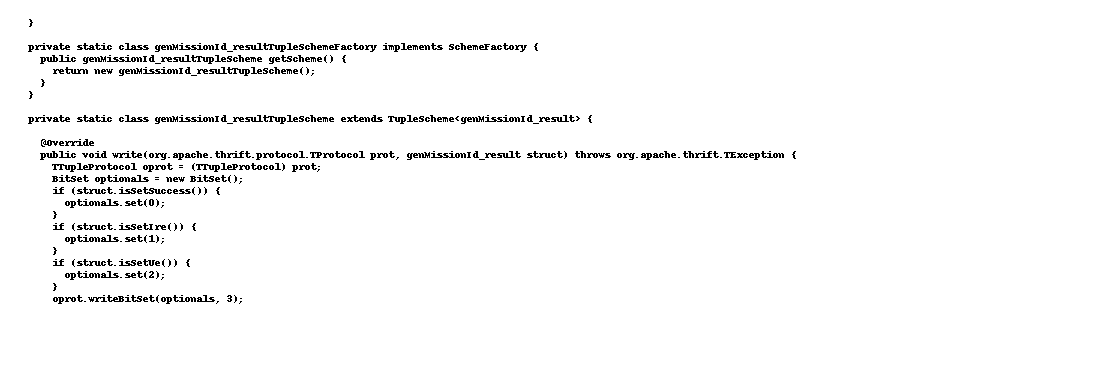 }
private static class genMissionId_resultTupleSchemeFactory implements SchemeFactory {
public genMissionId_resultTupleScheme getScheme() {
return new genMissionId_resultTupleScheme();
}
}
private static class genMissionId_resultTupleScheme extends TupleScheme<genMissionId_result> {
@Override
public void write(org.apache.thrift.protocol.TProtocol prot, genMissionId_result struct) throws org.apache.thrift.TException {
TTupleProtocol oprot = (TTupleProtocol) prot;
BitSet optionals = new BitSet();
if (struct.isSetSuccess()) {
optionals.set(0);
}
if (struct.isSetIre()) {
optionals.set(1);
}
if (struct.isSetUe()) {
optionals.set(2);
}
oprot.writeBitSet(optionals, 3);